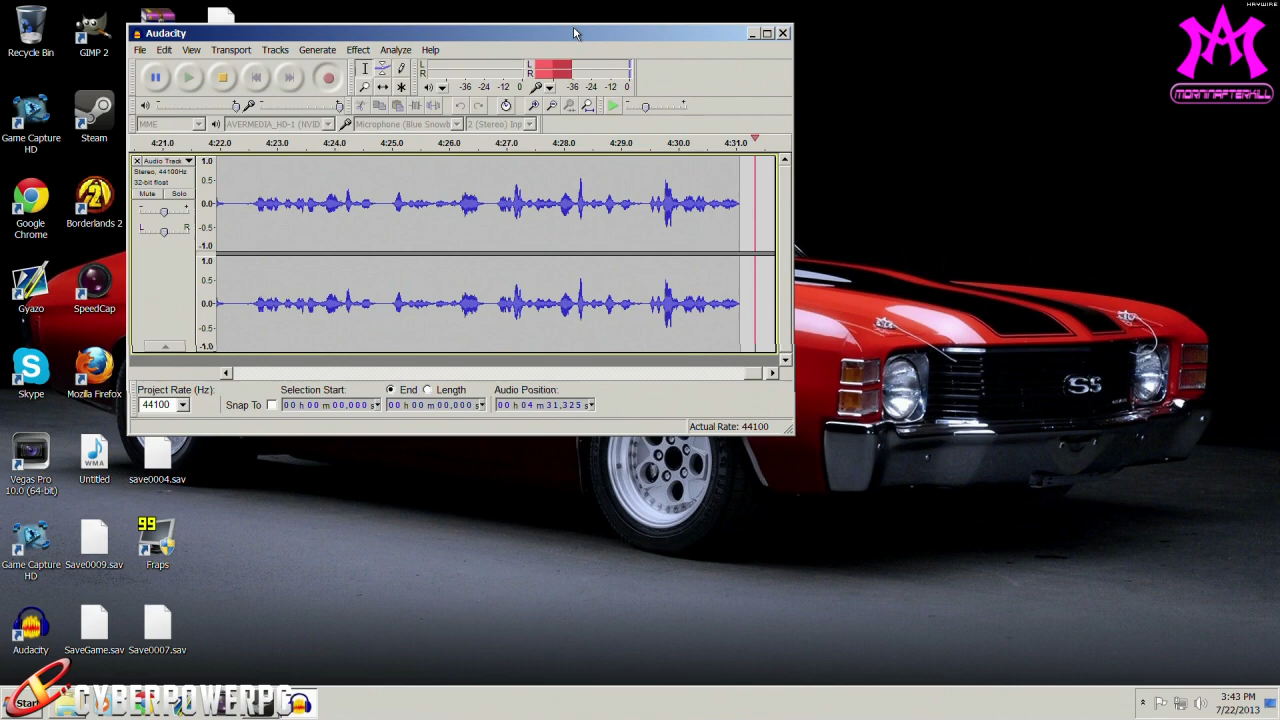 HAYWIRE
Recycle Bin
GIMP 2
Game Capture
HD
Steam
Google
Chrome
Borderlands 2
Gyazo
SpeedCap
Skype
Mozilla Firefox
Vegas Pro
10.0 (64-bit)
WMA
Untitled
save0004.sav
99
Game Capture
HD
Save0009.sav
Fraps
Audacity
SaveGame.sav
Save0007.sav
Audacity
File Edit View Transport Tracks Generate Effect Analyze Help
L
R
-36 -24 -12 0
L
R
-36 -24 -12 0
MME
AVERMEDIA_HD-1 (NVID
Microphone (Blue Snowb
2 (Stereo) Inp
4:21.0 4:22.0 4:23.0 4:24.0 4:25.0 4:26.0 4:27.0 4:28.0 4:29.0 4:30.0 4:31.0
Audio Track
Stereo, 44100Hz
32-bit float
Mute Solo
- +
L R
1.0
0.5
0.0
-0.5
-1.0
1.0
0.5
0.0
-0.5
-1.0
Project Rate (Hz):
44100
Snap To
Selection Start:
00 h 00 m 00,000 s
End Length
00 h 00 m 00,000 s
Audio Position:
00 h 04 m 31,325 s
Actual Rate: 44100
MORNINAFTERKILL
SS
Start
CYBERPOWERPC
3:43 PM
7/22/2013